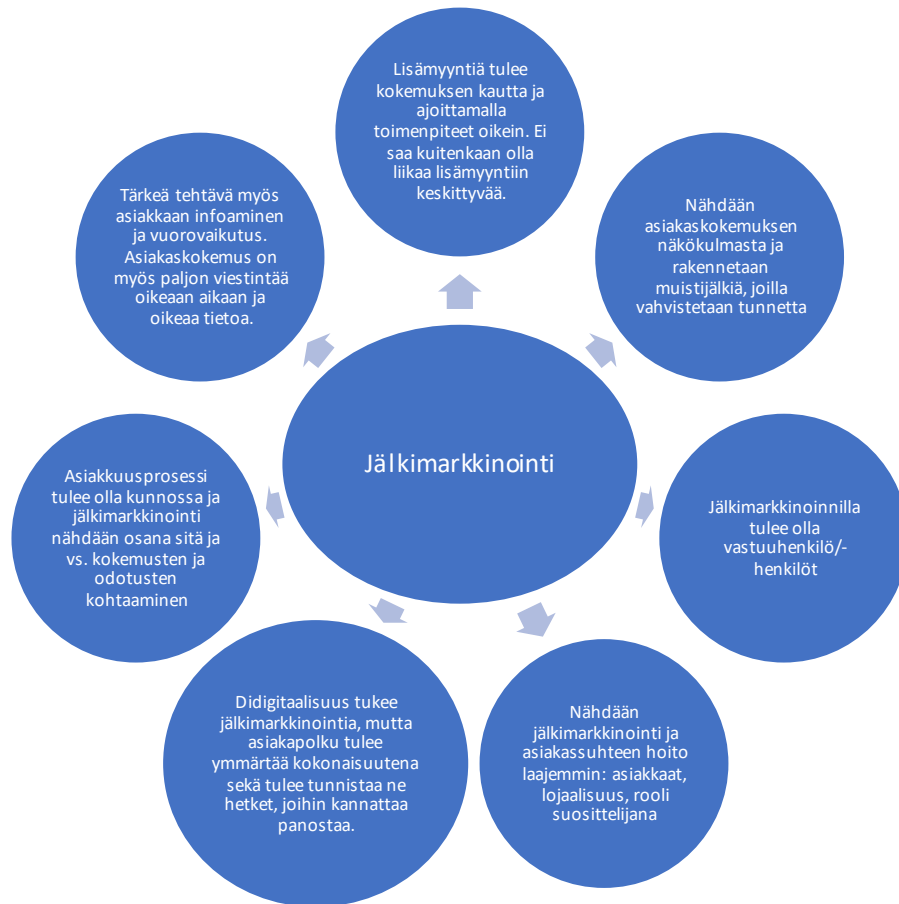 Lisämyyntiä tulee
kokemuksen kautta ja
ajoittamalla
toimenpiteet oikein. Ei
saa kuitenkaan olla
liikaa lisämyyntiin
keskittyvää.
Nähdään
asiakaskokemuksen
näkökulmasta ja
rakennetaan
muistijälkiä, joilla
vahvistetaan tunnetta
Jälkimarkkinoinnilla
tulee olla
vastuuhenkilö/-
henkilöt
Nähdään
jälkimarkkinointi ja
asiakassuhteen hoito
laajemmin: asiakkaat,
lojaalisuus, rooli
suosittelijana
Didigitaalisuus tukee
jälkimarkkinointia, mutta
asiakapolku tulee
ymmärtää kokonaisuutena
sekä tulee tunnistaa ne
hetket, joihin kannattaa
panostaa.
Asiakkuusprosessi
tulee olla kunnossa ja
jälkimarkkinointi
nähdään osana sitä ja
vs. kokemusten ja
odotusten
kohtaaminen
Tärkeä tehtävä myös
asiakkaan infoaminen
ja vuorovaikutus.
Asiakaskokemus on
myös paljon viestintää
oikeaan aikaan ja
oikeaa tietoa.
Jälkimarkkinointi